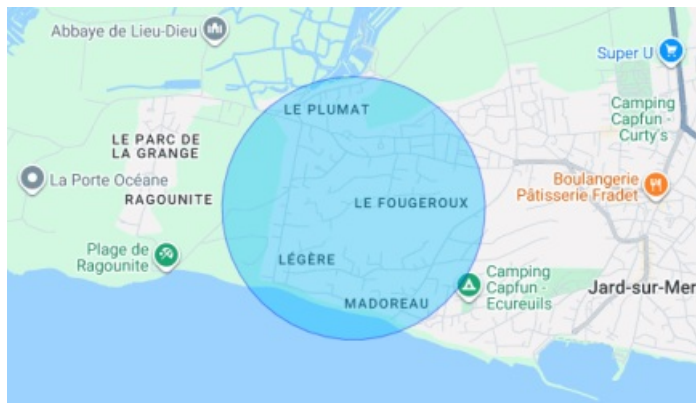 Abbaye de Lieu-Dieu
Super U
LE PLUMAT
Camping
Capfun -
Curty's
LE PARC DE
LA GRANGE
La Porte Océane
RAGOUNITE
LE FOUGEROUX
Boulangerie
Pâtisserie Fradet
Plage de
Ragounite
LÉGÈRE
Camping
Capfun -
Ecureuils
MADOREAU
Jard-sur-Mer